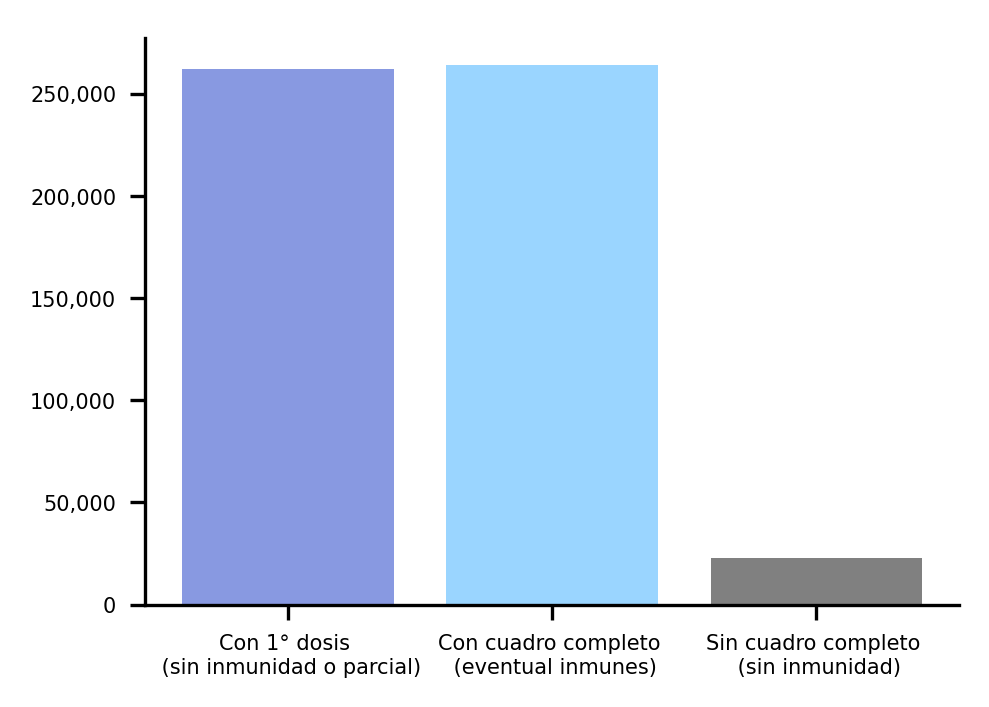 250,000
200,000
150,000
100,000
50,000
0
Con 1° dosis
(sin inmunidad o parcial)
Con cuadro completo
(eventual inmunes)
Sin cuadro completo
(sin inmunidad)